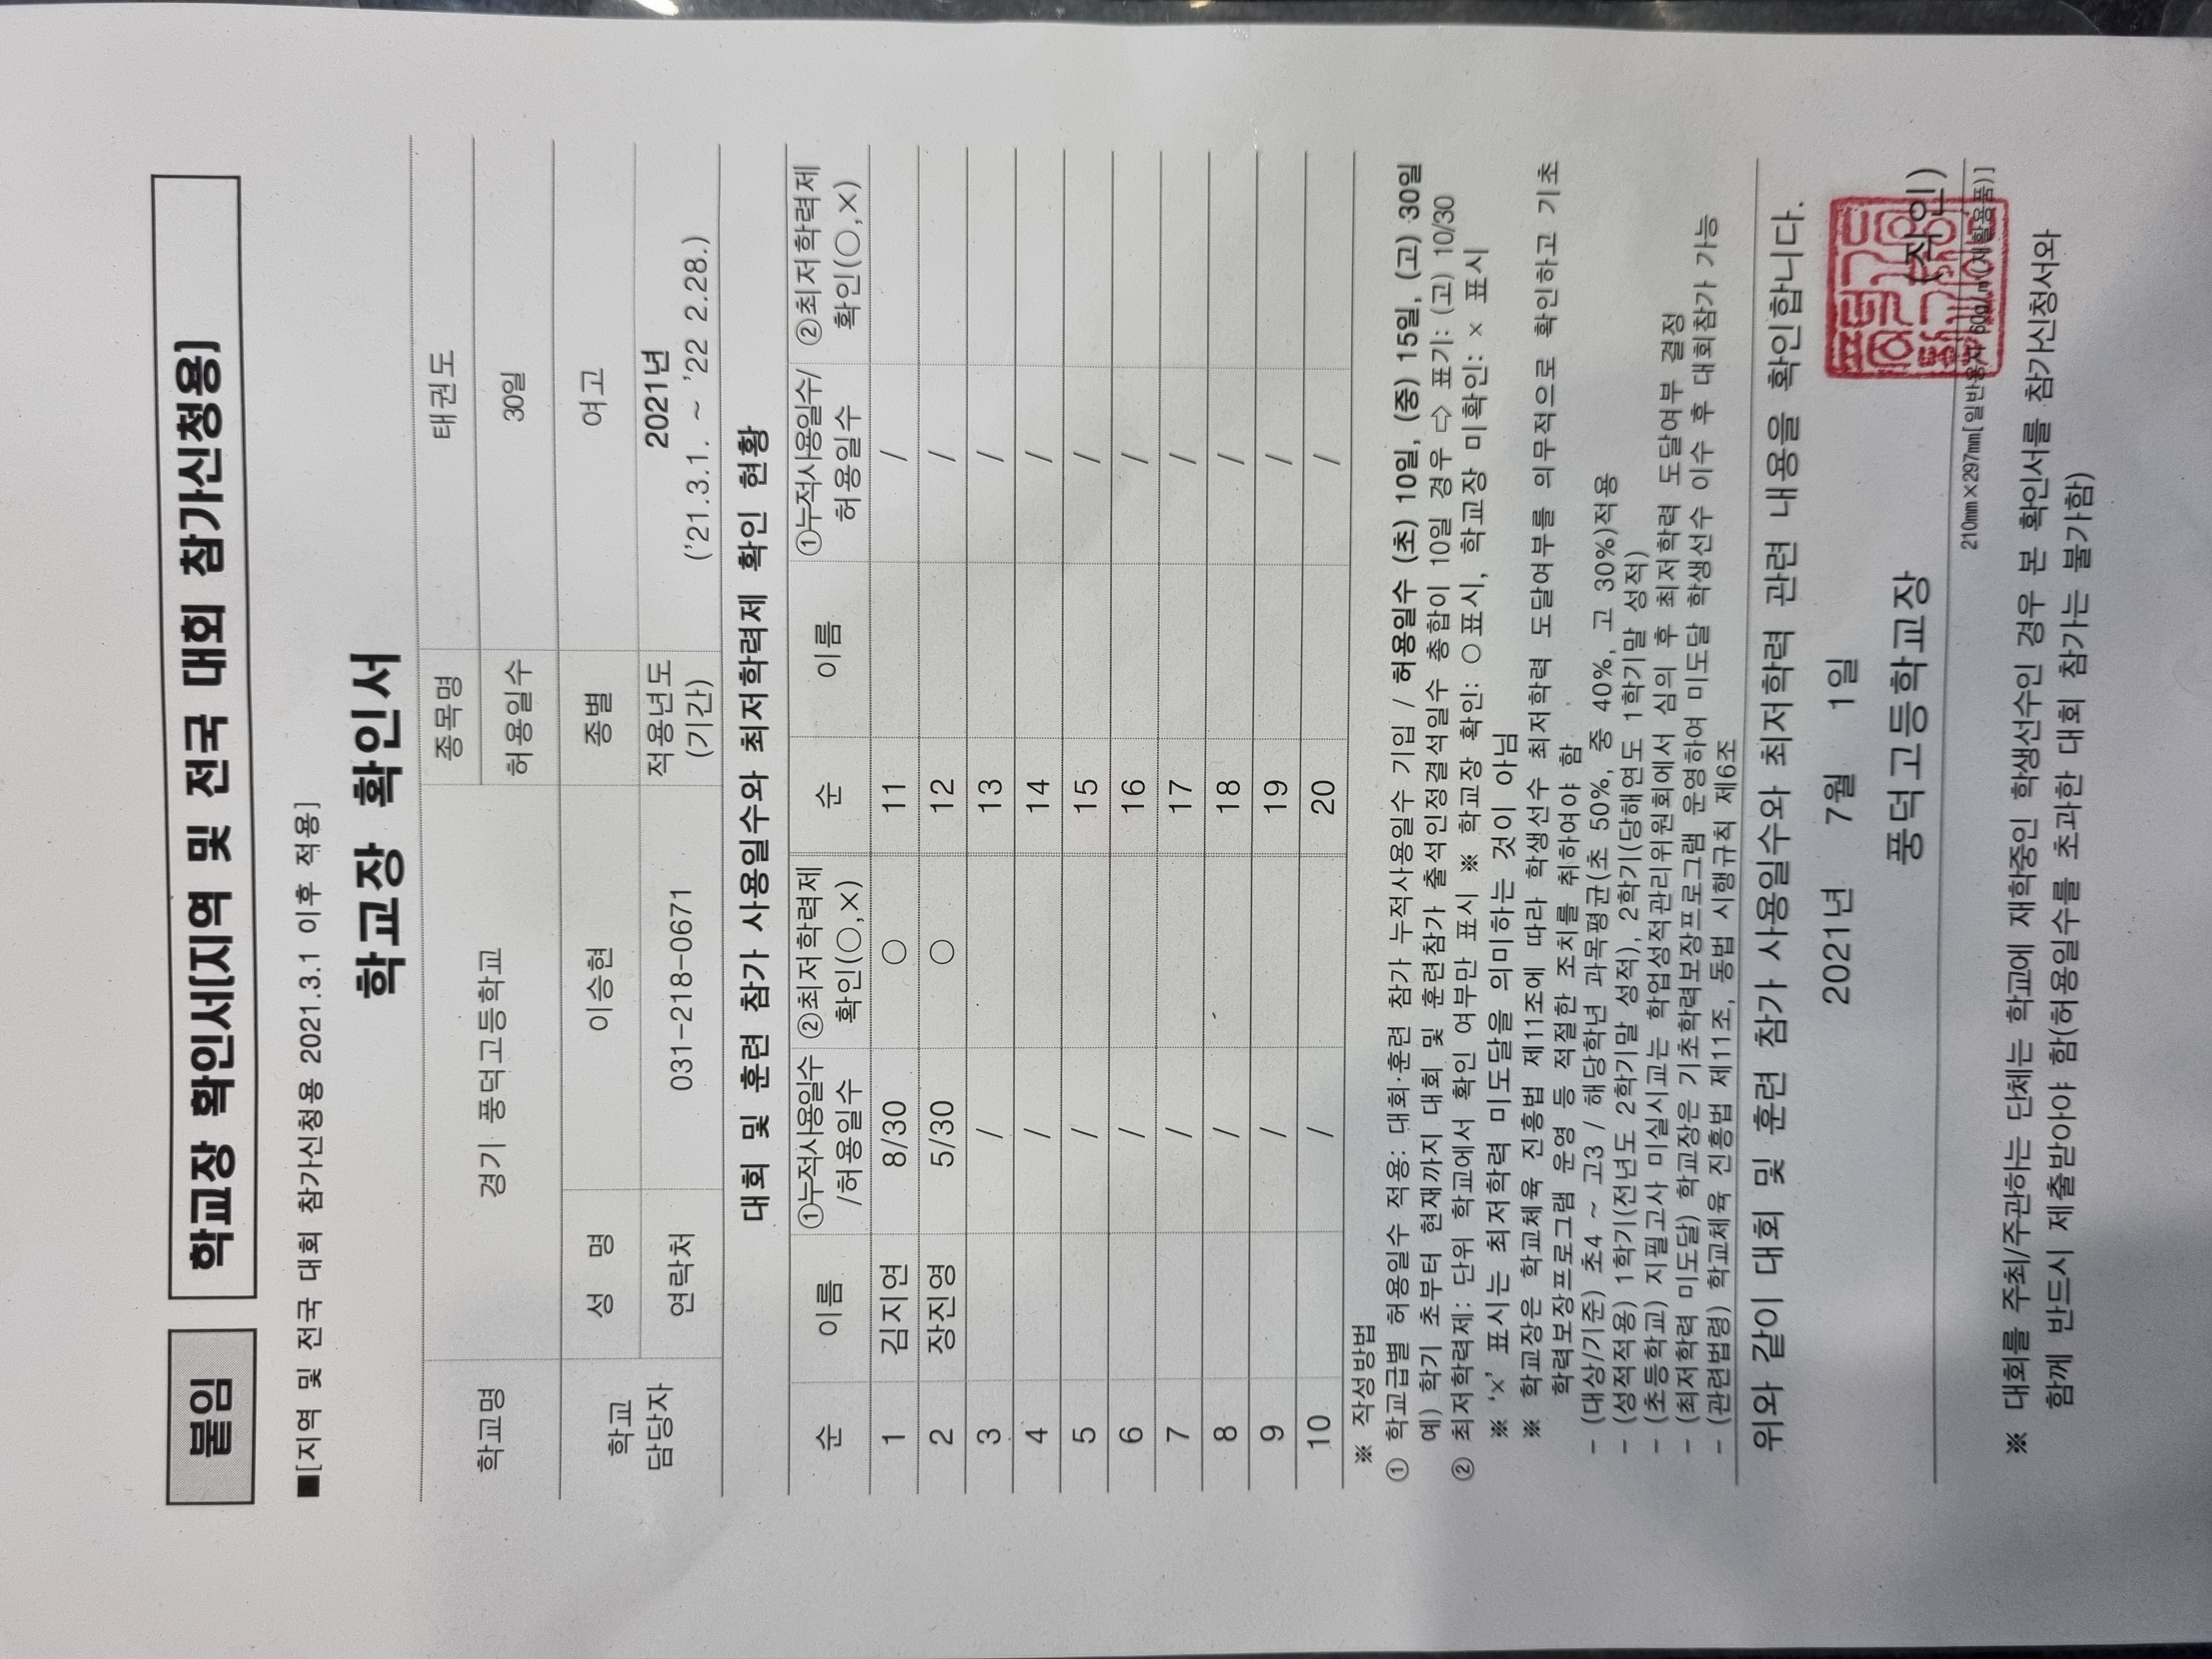 붙임
학교장 확인서[지역 및 전국 대회 참가신청용]
■[지역 및 전국 대회 참가신청용 2021.3.1 이후 적용]
학교장 확인서
학교명 경기 풍덕고등학교 종목명 태권도
허용일수 30일
학교 담당자 성 명 이승현 종별 여고
연락처 031-218-0671 적용년도 (기간) 2021년 ('21.3.1. ~ '22 2.28.)
대회 및 훈련 참가 사용일수와 최저학력제 확인 현황
순 이름 ①누적사용일수 /허용일수 ②최저학력제 확인(○,×) 순 이름 ①누적사용일수/ 허용일수 ②최저학력제 확인(○,×)
1 김지연 8/30 ○ 11 /
2 장진영 5/30 ○ 12 /
3 / 13 /
4 / 14 /
5 / 15 /
6 / 16 /
7 / 17 /
8 / 18 /
9 / 19 /
10 / 20 /
※ 작성방법
① 학교급별 허용일수 적용: 대회·훈련 참가 누적사용일수 기입 / 허용일수 (초) 10일, (중) 15일, (고) 30일
예) 학기 초부터 현재까지 대회 및 훈련참가 출석인정결석일수 총합이 10일 경우 ⇨ 표기: (고) 10/30
② 최저학력제: 단위 학교에서 확인 여부만 표시 ※ 학교장 확인: ○표시, 학교장 미확인: × 표시
※ '×' 표시는 최저학력 미도달을 의미하는 것이 아님
※ 학교장은 학교체육 진흥법 제11조에 따라 학생선수 최저학력 도달여부를 의무적으로 확인하고 기초
학력보장프로그램 운영 등 적절한 조치를 취하여야 함
- (대상/기준) 초4 ~ 고3 / 해당학년 과목평균(초 50%, 중 40%, 고 30%)적용
- (성적적용) 1학기(전년도 2학기말 성적), 2학기(당해연도 1학기말 성적)
- (초등학교) 지필고사 미실시교는 학업성적관리위원회에서 심의 후 최저학력 도달여부 결정
- (최저학력 미도달) 학교장은 기초학력보장프로그램 운영하여 미도달 학생선수 이수 후 대회참가 가능
- (관련법령) 학교체육 진흥법 제11조, 동법 시행규칙 제6조
위와 같이 대회 및 훈련 참가 사용일수와 최저학력 관련 내용을 확인합니다.
2021년 7월 1일
풍덕고등학교장 (직인)
210mm×297mm[일반용지 60g/㎡(재활용품)]
※ 대회를 주최/주관하는 단체는 학교에 재학중인 학생선수인 경우 본 확인서를 참가신청서와
함께 반드시 제출받아야 함(허용일수를 초과한 대회 참가는 불가함)